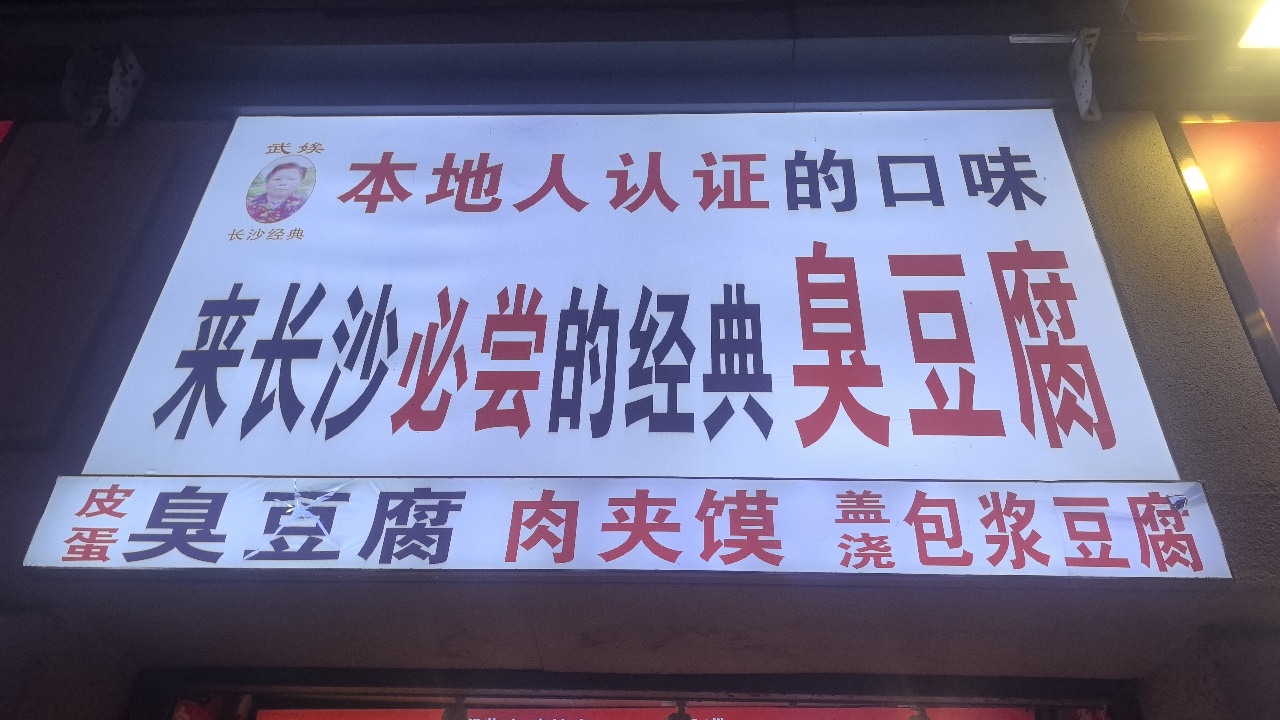 武娭
长沙经典
本地人认证的口味
来长沙必尝的经典臭豆腐
皮蛋臭豆腐 肉夹馍 盖浇包浆豆腐